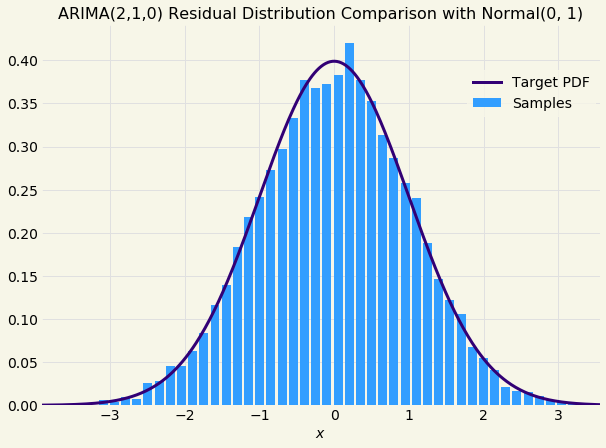 ARIMA(2,1,0) Residual Distribution Comparison with Normal(0, 1)
0.40
0.35
0.30
0.25
0.20
0.15
0.10
0.05
0.00
Target PDF
Samples
−3 −2 −1 0 1 2 3
x